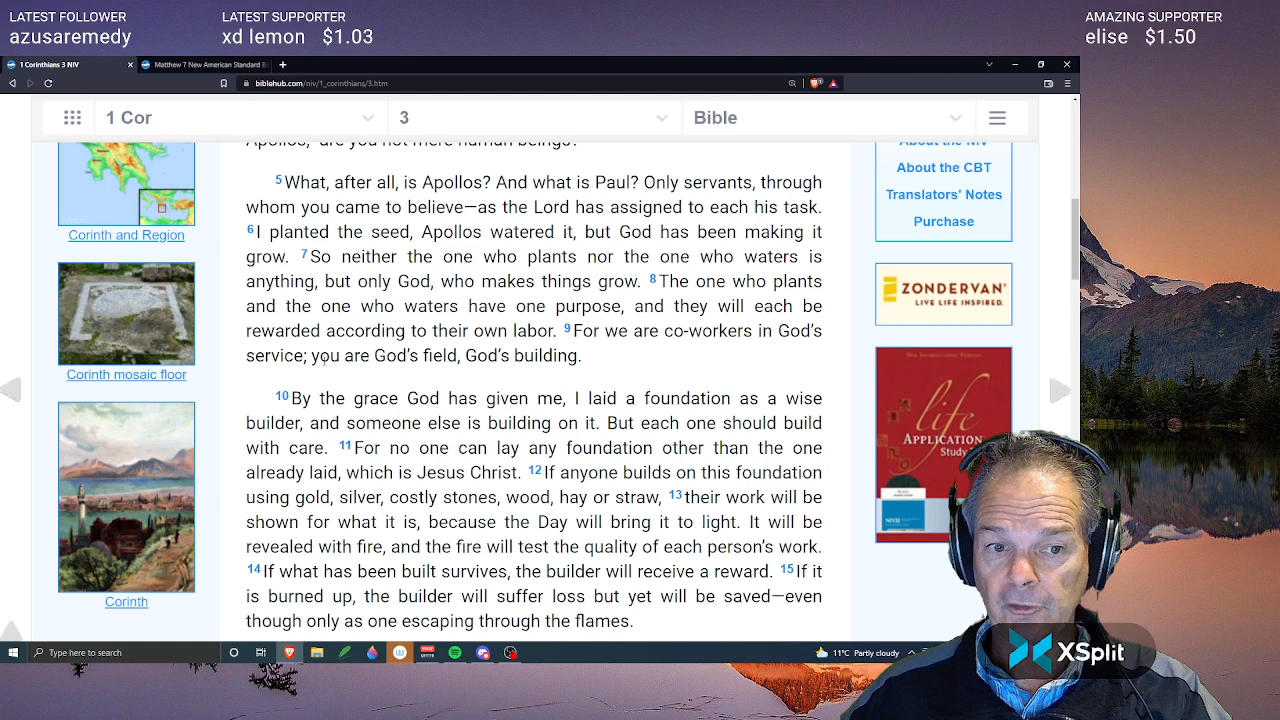 LATEST FOLLOWER
azusaremedy
LATEST SUPPORTER
xd lemon $1.03
AMAZING SUPPORTER
elise $1.50
1 Corinthians 3 NIV
Matthew 7 New American Standard Bi
biblehub.com/niv/1_corinthians/3.htm
1 Cor
3
Bible
Apollos," are you not mere human beings?
5 What, after all, is Apollos? And what is Paul? Only servants, through
whom you came to believe—as the Lord has assigned to each his task.
6 I planted the seed, Apollos watered it, but God has been making it
grow. 7 So neither the one who plants nor the one who waters is
anything, but only God, who makes things grow. 8 The one who plants
and the one who waters have one purpose, and they will each be
rewarded according to their own labor. 9 For we are co-workers in God's
service; you are God's field, God's building.
10 By the grace God has given me, I laid a foundation as a wise
builder, and someone else is building on it. But each one should build
with care. 11 For no one can lay any foundation other than the one
already laid, which is Jesus Christ. 12 If anyone builds on this foundation
using gold, silver, costly stones, wood, hay or straw, 13 their work will be
shown for what it is, because the Day will bring it to light. It will be
revealed with fire, and the fire will test the quality of each person's work.
14 If what has been built survives, the builder will receive a reward. 15 If it
is burned up, the builder will suffer loss but yet will be saved—even
though only as one escaping through the flames.
Corinth and Region
Corinth mosaic floor
Corinth
About the NIV
About the CBT
Translators' Notes
Purchase
ZONDERVAN
LIVE LIFE INSPIRED.
NEW INTERNATIONAL VERSION
life
APPLICATION
Study
NIV
XSplit
Type here to search
11°C Partly cloudy